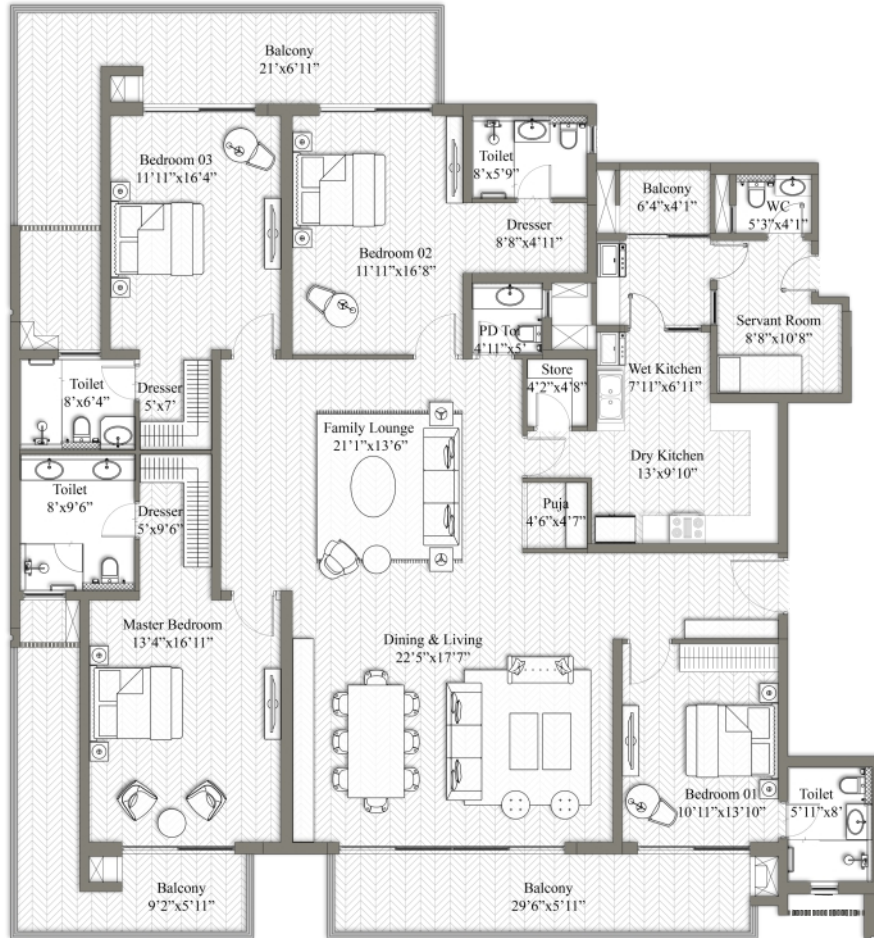 Balcony
21’x6’11”
Bedroom 03
11’11”x16’4”
Toilet
8’x5’9”
Balcony
6’4”x4’1”
WC
5’3”x4’1”
Bedroom 02
11’11”x16’8”
Dresser
8’8”x4’11”
PD Tot
4’11”x5’
Servant Room
8’8”x10’8”
Toilet
8’x6’4”
Dresser
5’x7’
Store
4’2”x4’8”
Wet Kitchen
7’11”x6’11”
Family Lounge
21’1”x13’6”
Dry Kitchen
13’x9’10”
Toilet
8’x9’6”
Dresser
5’x9’6”
Puja
4’6”x4’7”
Master Bedroom
13’4”x16’11”
Dining & Living
22’5”x17’7”
Bedroom 01
10’11”x13’10”
Toilet
5’11”x8’
Balcony
9’2”x5’11”
Balcony
29’6”x5’11”